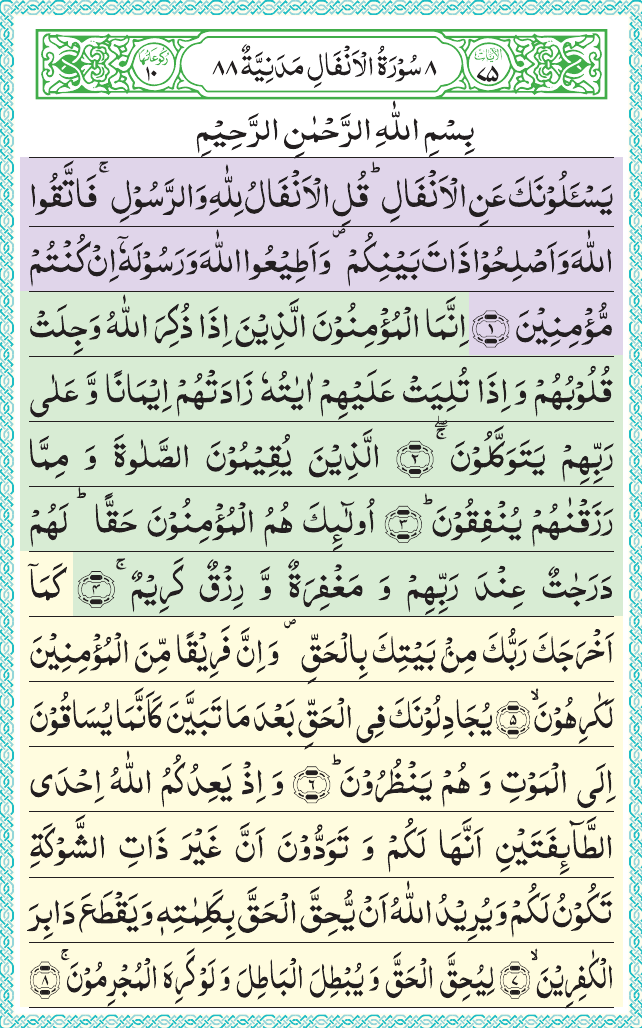 رُكُوْعَاتُهَا ١٠ ٨ سُوْرَةُ الْاَنْفَالِ مَدَنِيَّةٌ ٨٨ اٰيَاتُهَا ٧٥
بِسْمِ اللّٰهِ الرَّحْمٰنِ الرَّحِيْمِ
يَسْـَٔلُوْنَكَ عَنِ الْاَنْفَالِ ؕ قُلِ الْاَنْفَالُ لِلّٰهِ وَالرَّسُوْلِ ۚ فَاتَّقُوا
اللّٰهَ وَاَصْلِحُوْا ذَاتَ بَيْنِكُمْ ۪ وَاَطِيْعُوا اللّٰهَ وَرَسُوْلَهٗۤ اِنْ كُنْتُمْ
مُّؤْمِنِيْنَ ﴿١﴾ اِنَّمَا الْمُؤْمِنُوْنَ الَّذِيْنَ اِذَا ذُكِرَ اللّٰهُ وَجِلَتْ
قُلُوْبُهُمْ وَ اِذَا تُلِيَتْ عَلَيْهِمْ اٰيٰتُهٗ زَادَتْهُمْ اِيْمَانًا وَّ عَلٰى
رَبِّهِمْ يَتَوَكَّلُوْنَ ۚۖ ﴿٢﴾ الَّذِيْنَ يُقِيْمُوْنَ الصَّلٰوةَ وَ مِمَّا
رَزَقْنٰهُمْ يُنْفِقُوْنَ ؕ ﴿٣﴾ اُولٰٓئِكَ هُمُ الْمُؤْمِنُوْنَ حَقًّا ؕ لَهُمْ
دَرَجٰتٌ عِنْدَ رَبِّهِمْ وَ مَغْفِرَةٌ وَّ رِزْقٌ كَرِيْمٌ ۚ ﴿٤﴾ كَمَاۤ
اَخْرَجَكَ رَبُّكَ مِنْۢ بَيْتِكَ بِالْحَقِّ ۪ وَاِنَّ فَرِيْقًا مِّنَ الْمُؤْمِنِيْنَ
لَكٰرِهُوْنَ ۙ ﴿٥﴾ يُجَادِلُوْنَكَ فِى الْحَقِّ بَعْدَ مَا تَبَيَّنَ كَاَنَّمَا يُسَاقُوْنَ
اِلَى الْمَوْتِ وَ هُمْ يَنْظُرُوْنَ ؕ ﴿٦﴾ وَ اِذْ يَعِدُكُمُ اللّٰهُ اِحْدَى
الطَّآئِفَتَيْنِ اَنَّهَا لَكُمْ وَ تَوَدُّوْنَ اَنَّ غَيْرَ ذَاتِ الشَّوْكَةِ
تَكُوْنُ لَكُمْ وَيُرِيْدُ اللّٰهُ اَنْ يُّحِقَّ الْحَقَّ بِكَلِمٰتِهٖ وَيَقْطَعَ دَابِرَ
الْكٰفِرِيْنَ ۙ ﴿٧﴾ لِيُحِقَّ الْحَقَّ وَ يُبْطِلَ الْبَاطِلَ وَ لَوْ كَرِهَ الْمُجْرِمُوْنَ ۚ ﴿٨﴾